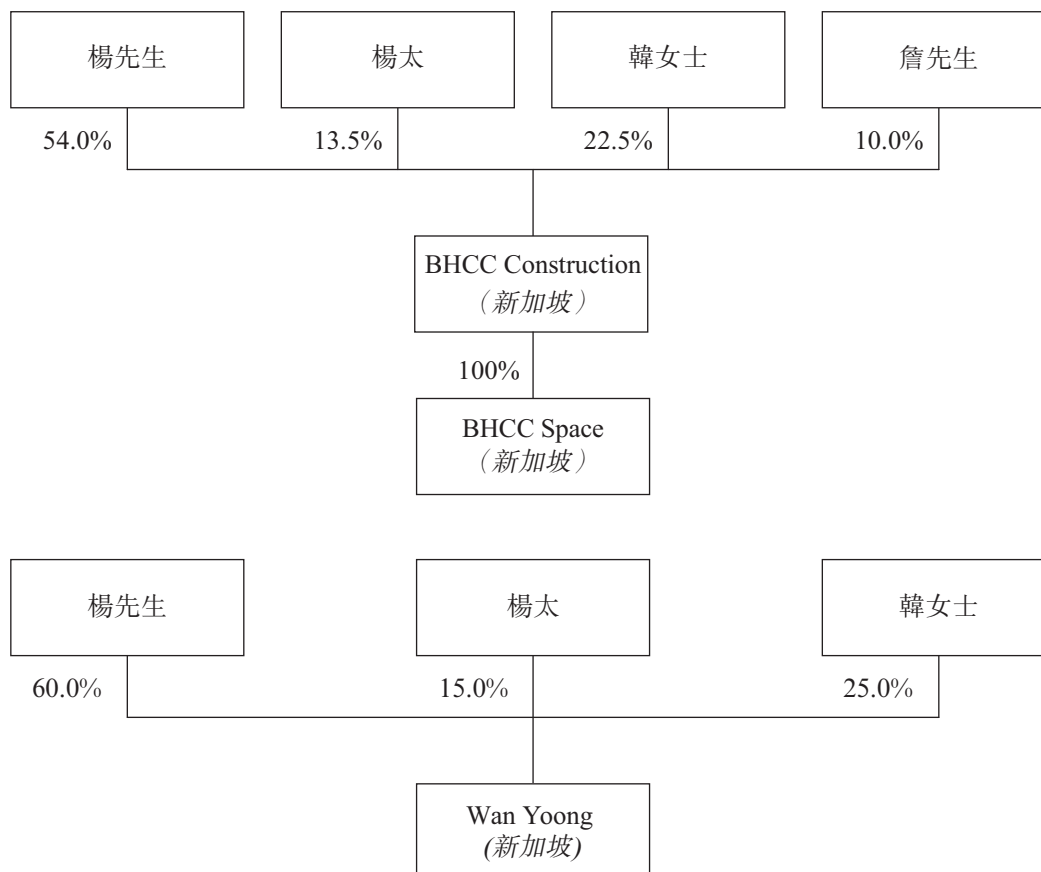 楊先生
楊太
韓女士
詹先生
54.0%
13.5%
22.5%
10.0%
BHCC Construction
（新加坡）
100%
BHCC Space
（新加坡）
楊先生
楊太
韓女士
60.0%
15.0%
25.0%
Wan Yoong
(新加坡)